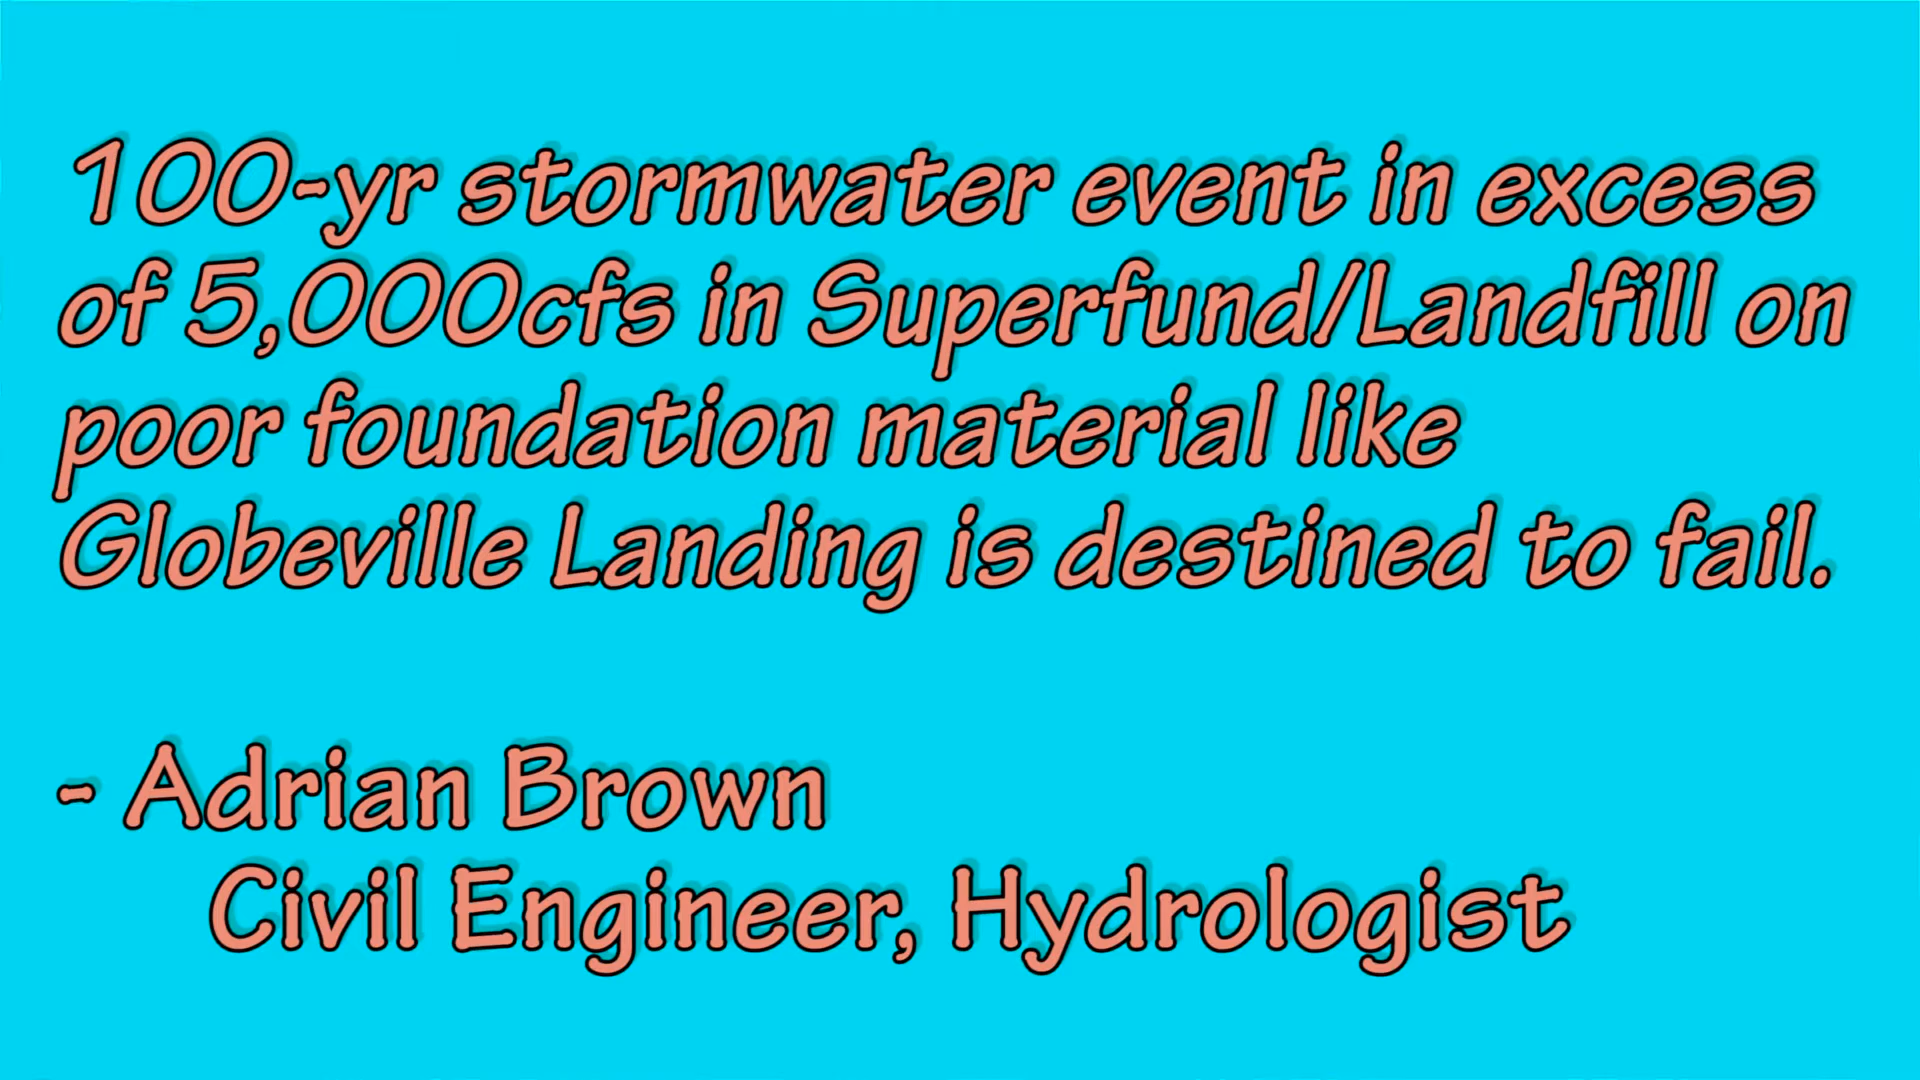 100-yr stormwater event in excess
of 5,000cfs in Superfund/Landfill on
poor foundation material like
Globeville Landing is destined to fail.
- Adrian Brown
Civil Engineer, Hydrologist